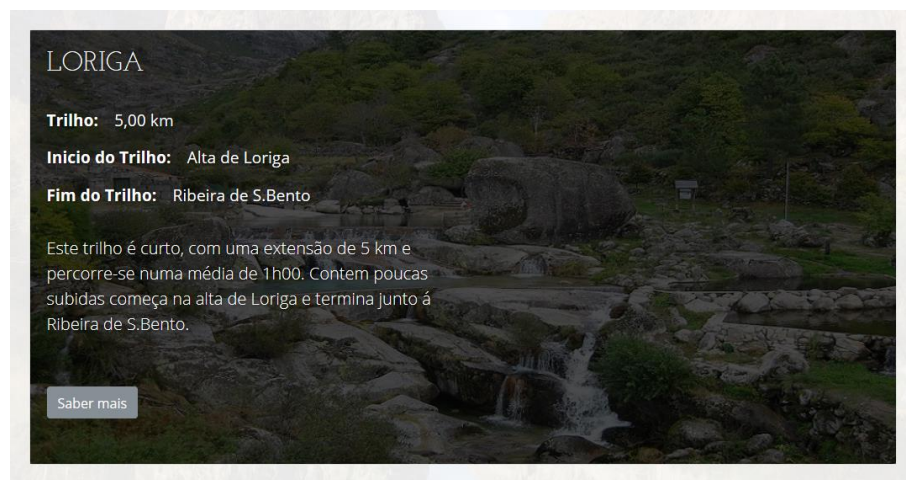 LORIGA
Trilho: 5,00 km
Inicio do Trilho: Alta de Loriga
Fim do Trilho: Ribeira de S.Bento
Este trilho é curto, com uma extensão de 5 km e
percorre-se numa média de 1h00. Contem poucas
subidas começa na alta de Loriga e termina junto á
Ribeira de S.Bento.
Saber mais